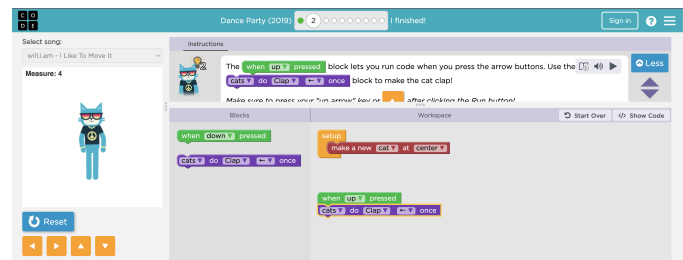 C O
D E
Dance Party (2019)
2
I finished!
Sign in
?
Select song:
will.i.am - I Like To Move It
Measure: 4
Reset
Instructions
2
The when up pressed block lets you run code when you press the arrow buttons. Use the
cats do Clap ← once block to make the cat clap!
Make sure to press your "up arrow" key or after clicking the Run button!
Less
Blocks
Workspace
Start Over
</> Show Code
when down pressed
cats do Clap ← once
setup
make a new cat at center
when up pressed
cats do Clap ← once